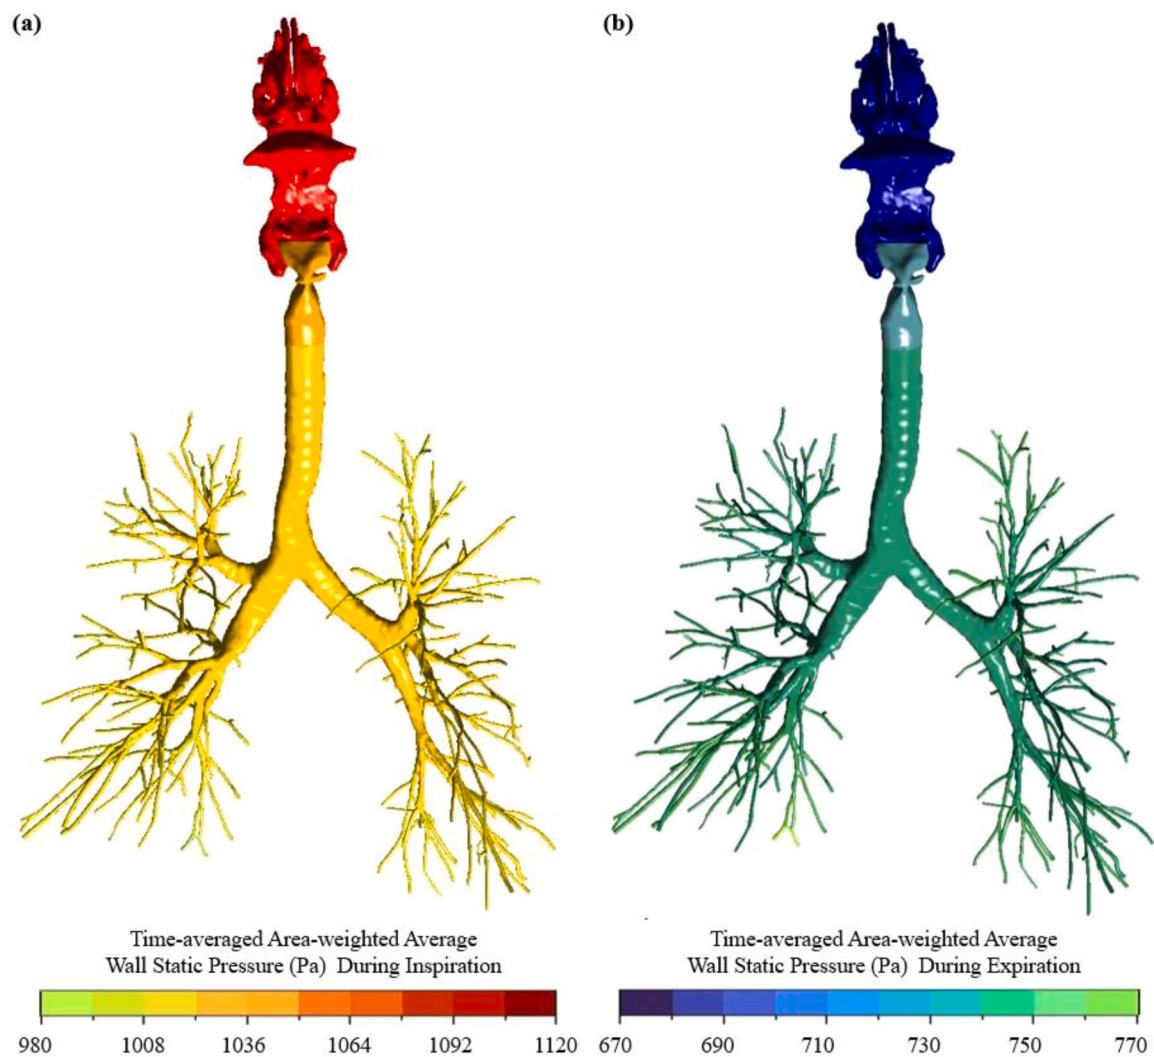 (a)
(b)
Time-averaged Area-weighted Average
Wall Static Pressure (Pa) During Inspiration
980 1008 1036 1064 1092 1120
Time-averaged Area-weighted Average
Wall Static Pressure (Pa) During Expiration
670 690 710 730 750 770